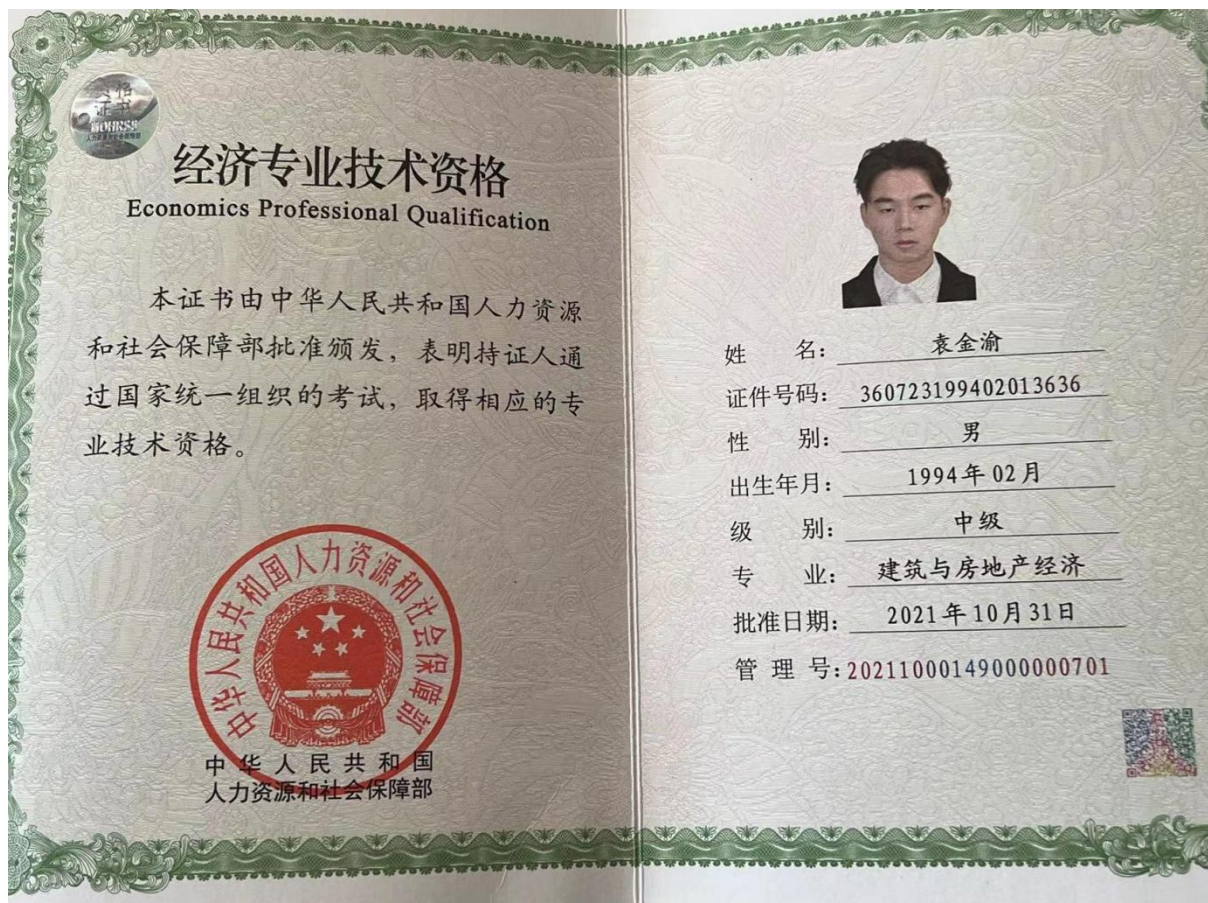 资格
证书
MOHRSS
经济专业技术资格
Economics Professional Qualification
本证书由中华人民共和国人力资源
和社会保障部批准颁发，表明持证人通
过国家统一组织的考试，取得相应的专
业技术资格。
中华人民共和国人力资源和社会保障部
中华人民共和国
人力资源和社会保障部
姓 名：袁金渝
证件号码：360723199402013636
性 别：男
出生年月：1994年02月
级 别：中级
专 业：建筑与房地产经济
批准日期：2021年10月31日
管 理 号：20211000149000000701